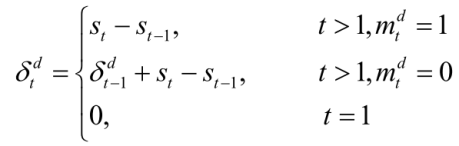 s_t - s_{t-1}, t > 1, m_t^d = 1
δ_t^d = { δ_{t-1}^d + s_t - s_{t-1}, t > 1, m_t^d = 0
0, t = 1